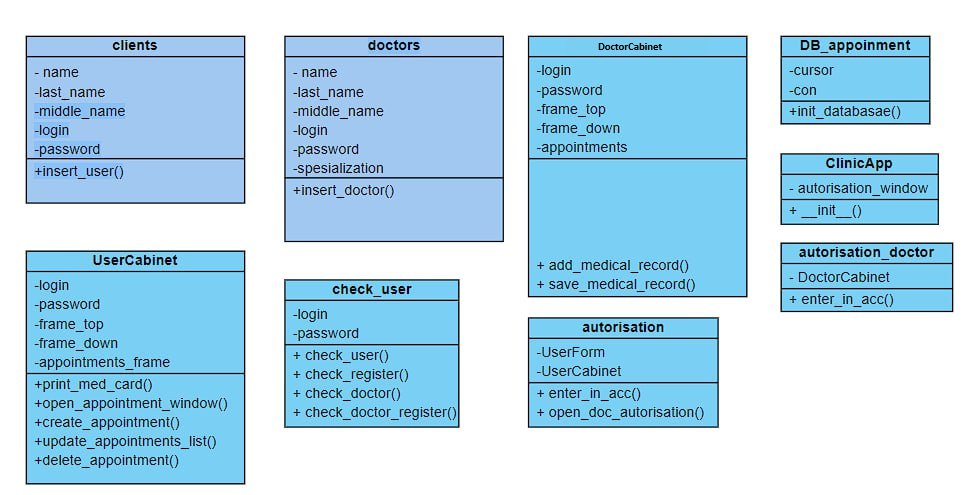 clients
- name
-last_name
-middle_name
-login
-password
+insert_user()
doctors
- name
-last_name
-middle_name
-login
-password
-spesialization
+insert_doctor()
DoctorCabinet
-login
-password
-frame_top
-frame_down
-appointments
+ add_medical_record()
+ save_medical_record()
DB_appoinment
-cursor
-con
+init_databasae()
ClinicApp
- autorisation_window
+ __init__()
autorisation_doctor
- DoctorCabinet
+ enter_in_acc()
UserCabinet
-login
-password
-frame_top
-frame_down
-appointments_frame
+print_med_card()
+open_appointment_window()
+create_appointment()
+update_appointments_list()
+delete_appointment()
check_user
-login
-password
+ check_user()
+ check_register()
+ check_doctor()
+ check_doctor_register()
autorisation
-UserForm
-UserCabinet
+ enter_in_acc()
+ open_doc_autorisation()